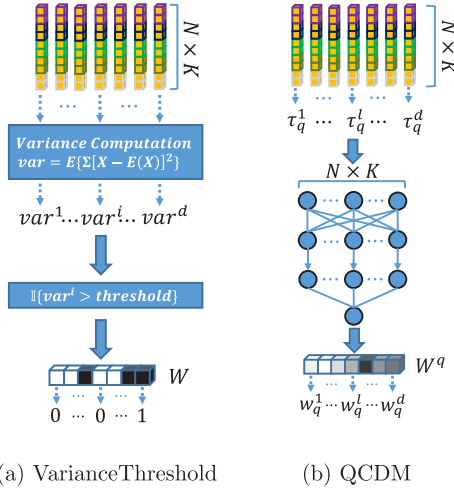 N × K
...
...
Variance Computation
var = E{Σ[X − E(X)]²}
var¹...varⁱ... varᵈ
𝕀{varⁱ > threshold}
W
... ...
0 ... 0 ... 1
(a) VarianceThreshold
N × K
... ...
τ_q^1 ... τ_q^l ... τ_q^d
N × K
... ...
... ...
... ...
W^q
... ...
w_q^1 ... w_q^l ... w_q^d
(b) QCDM